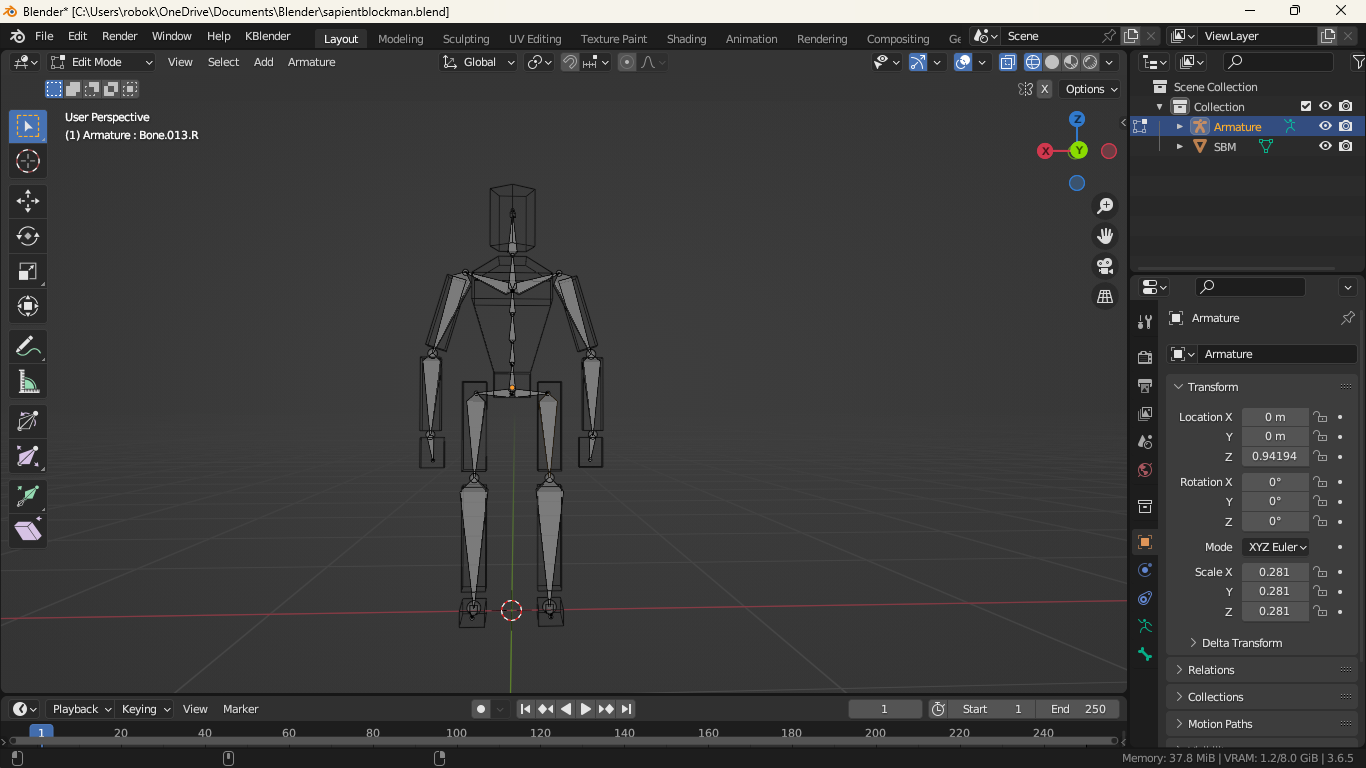 Blender* [C:\Users\robok\OneDrive\Documents\Blender\sapientblockman.blend]
File Edit Render Window Help KBlender Layout Modeling Sculpting UV Editing Texture Paint Shading Animation Rendering Compositing Ge Scene ViewLayer
Edit Mode View Select Add Armature Global
X Options
User Perspective
(1) Armature : Bone.013.R
Z
X Y
Scene Collection
Collection
Armature
SBM
Armature
Armature
Transform
Location X 0 m
Y 0 m
Z 0.94194
Rotation X 0°
Y 0°
Z 0°
Mode XYZ Euler
Scale X 0.281
Y 0.281
Z 0.281
Delta Transform
Relations
Collections
Motion Paths
Playback Keying View Marker 1 Start 1 End 250
1 20 40 60 80 100 120 140 160 180 200 220 240
Memory: 37.8 MiB | VRAM: 1.2/8.0 GiB | 3.6.5